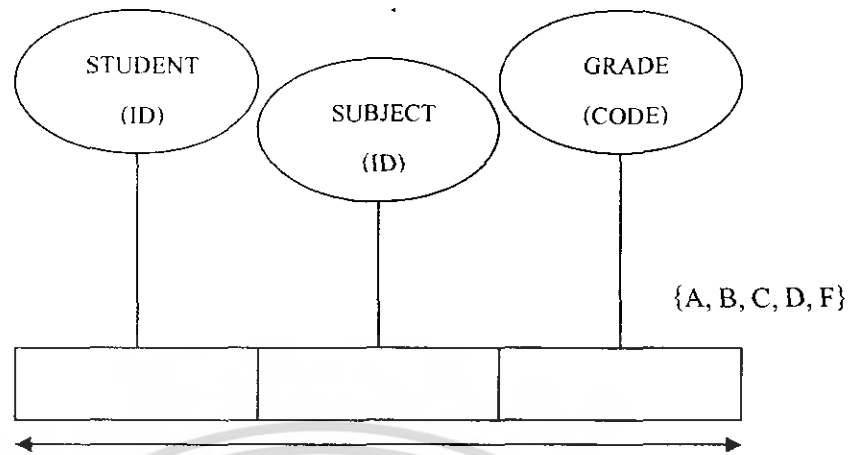 STUDENT
(ID)
SUBJECT
(ID)
GRADE
(CODE)
{A, B, C, D, F}